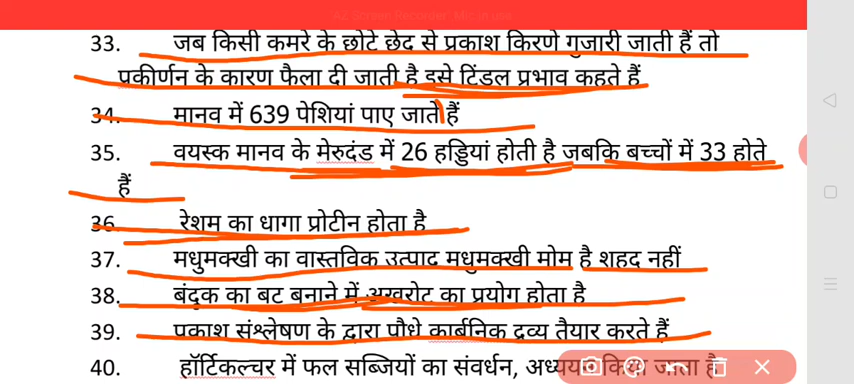 33. जब किसी कमरे के छोटे छेद से प्रकाश किरणे गुजारी जाती हैं तो
प्रकीर्णन के कारण फैला दी जाती है इसे टिंडल प्रभाव कहते हैं
34. मानव में 639 पेशियां पाए जाते हैं
35. वयस्क मानव के मेरुदंड में 26 हड्डियां होती है जबकि बच्चों में 33 होते
हैं
36. रेशम का धागा प्रोटीन होता है
37. मधुमक्खी का वास्तविक उत्पाद मधुमक्खी मोम है शहद नहीं
38. बंदूक का बट बनाने में अखरोट का प्रयोग होता है
39. प्रकाश संश्लेषण के द्वारा पौधे कार्बनिक द्रव्य तैयार करते हैं
40. हॉर्टिकल्चर में फल सब्जियों का संवर्धन, अध्ययन किया जाता है